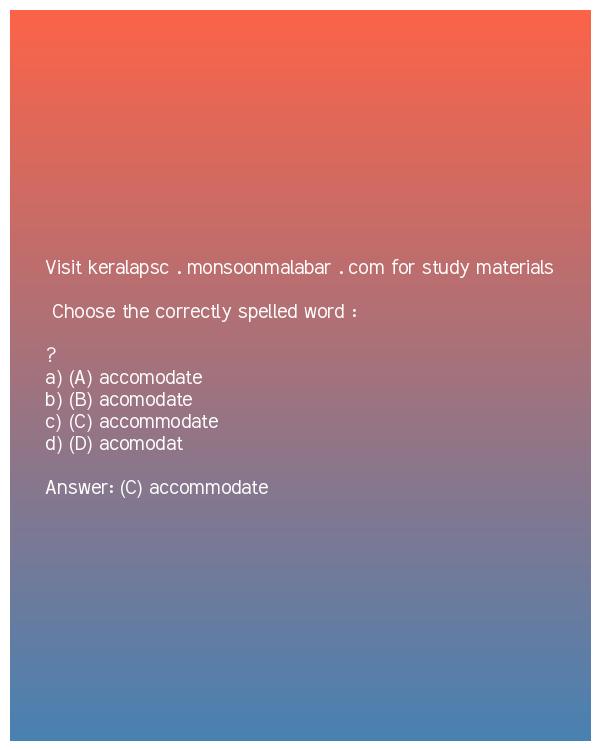 Visit keralapsc . monsoonmalabar . com for study materials
Choose the correctly spelled word :
?
a) (A) accomodate
b) (B) acomodate
c) (C) accommodate
d) (D) acomodat
Answer: (C) accommodate